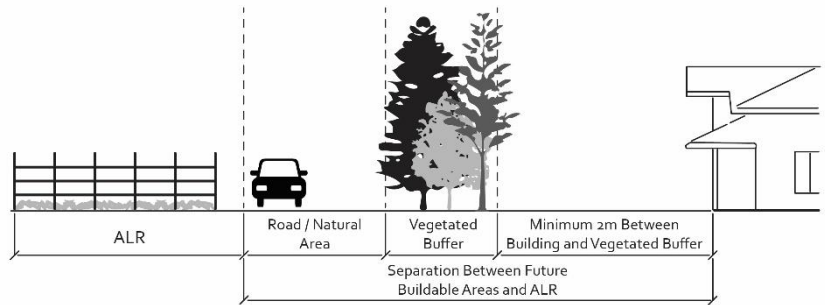 ALR
Road / Natural
Area
Vegetated
Buffer
Minimum 2m Between
Building and Vegetated Buffer
Separation Between Future
Buildable Areas and ALR